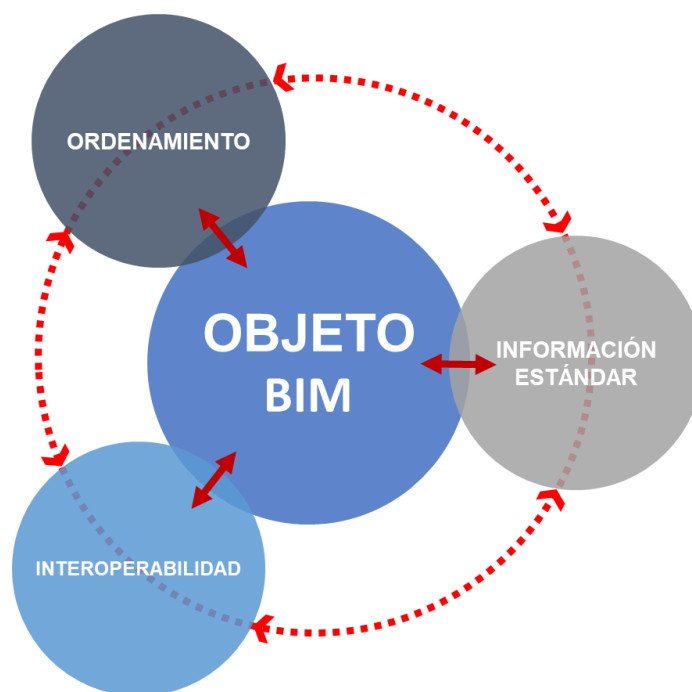 ORDENAMIENTO
OBJETO
BIM
INFORMACIÓN
ESTÁNDAR
INTEROPERABILIDAD